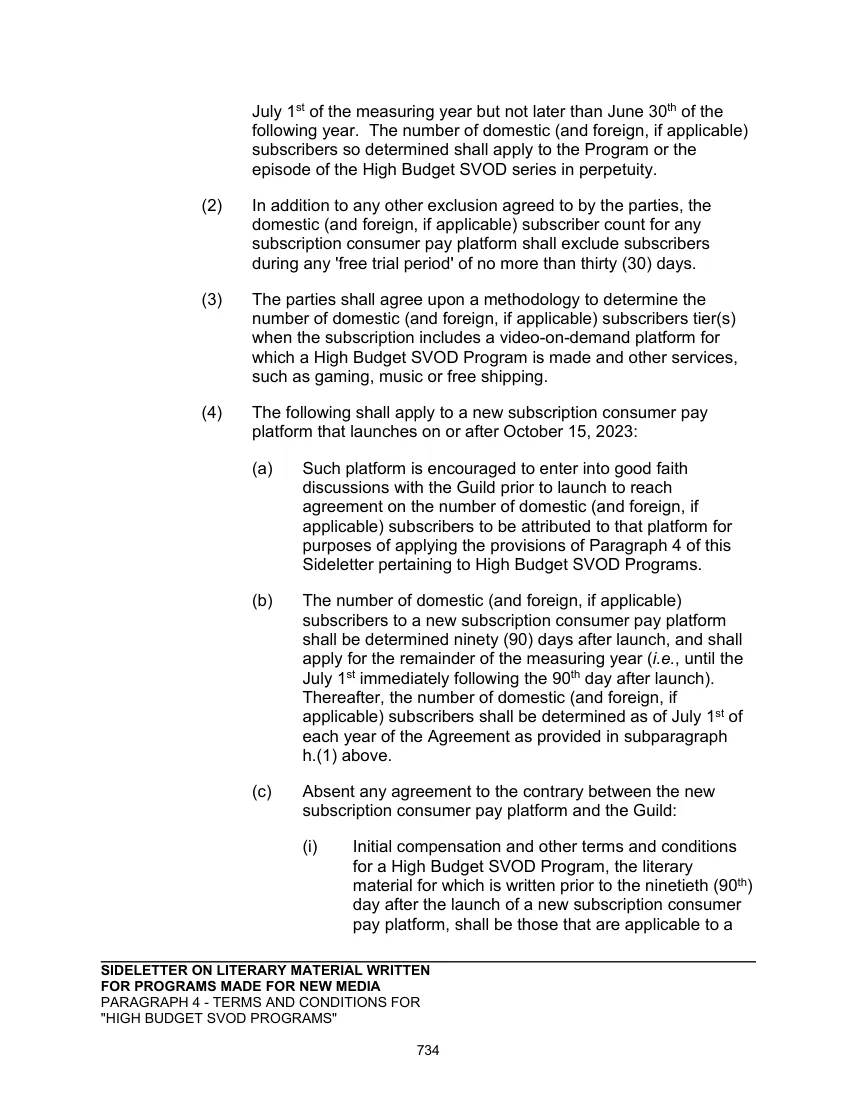 July 1st of the measuring year but not later than June 30th of the
following year.  The number of domestic (and foreign, if applicable)
subscribers so determined shall apply to the Program or the
episode of the High Budget SVOD series in perpetuity.
(2) In addition to any other exclusion agreed to by the parties, the
domestic (and foreign, if applicable) subscriber count for any
subscription consumer pay platform shall exclude subscribers
during any 'free trial period' of no more than thirty (30) days.
(3) The parties shall agree upon a methodology to determine the
number of domestic (and foreign, if applicable) subscribers tier(s)
when the subscription includes a video-on-demand platform for
which a High Budget SVOD Program is made and other services,
such as gaming, music or free shipping.
(4) The following shall apply to a new subscription consumer pay
platform that launches on or after October 15, 2023:
(a) Such platform is encouraged to enter into good faith
discussions with the Guild prior to launch to reach
agreement on the number of domestic (and foreign, if
applicable) subscribers to be attributed to that platform for
purposes of applying the provisions of Paragraph 4 of this
Sideletter pertaining to High Budget SVOD Programs.
(b) The number of domestic (and foreign, if applicable)
subscribers to a new subscription consumer pay platform
shall be determined ninety (90) days after launch, and shall
apply for the remainder of the measuring year (i.e., until the
July 1st immediately following the 90th day after launch).
Thereafter, the number of domestic (and foreign, if
applicable) subscribers shall be determined as of July 1st of
each year of the Agreement as provided in subparagraph
h.(1) above.
(c) Absent any agreement to the contrary between the new
subscription consumer pay platform and the Guild:
(i) Initial compensation and other terms and conditions
for a High Budget SVOD Program, the literary
material for which is written prior to the ninetieth (90th)
day after the launch of a new subscription consumer
pay platform, shall be those that are applicable to a
SIDELETTER ON LITERARY MATERIAL WRITTEN
FOR PROGRAMS MADE FOR NEW MEDIA
PARAGRAPH 4 - TERMS AND CONDITIONS FOR
"HIGH BUDGET SVOD PROGRAMS"
734